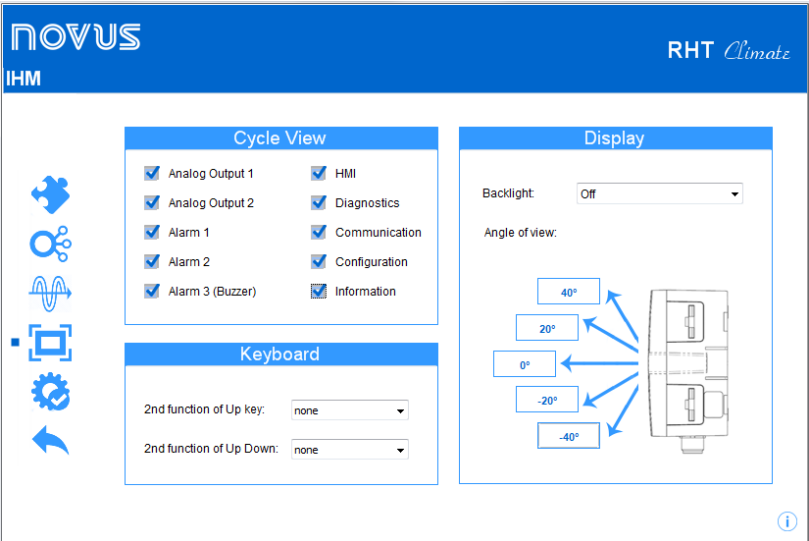 novus
RHT Climate
IHM
Cycle View
Analog Output 1
HMI
Analog Output 2
Diagnostics
Alarm 1
Communication
Alarm 2
Configuration
Alarm 3 (Buzzer)
Information
Keyboard
2nd function of Up key:
none
2nd function of Up Down:
none
Display
Backlight:
Off
Angle of view:
40°
20°
0°
-20°
-40°
i